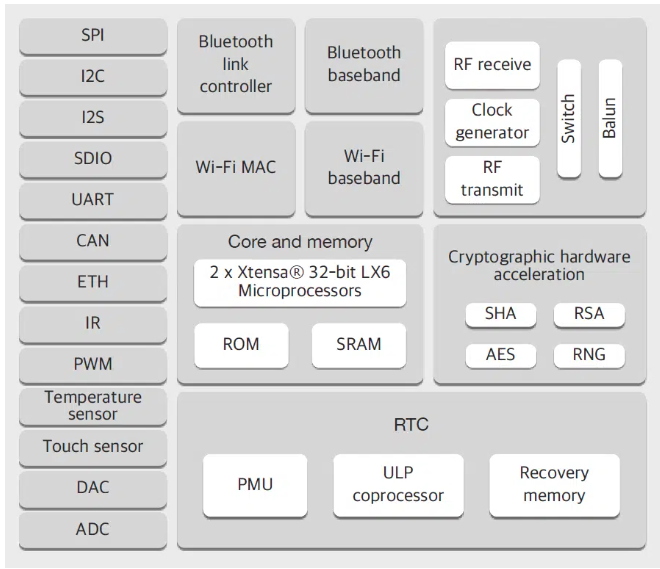 SPI
I2C
I2S
SDIO
UART
CAN
ETH
IR
PWM
Temperature
sensor
Touch sensor
DAC
ADC
Bluetooth
link
controller
Bluetooth
baseband
Wi-Fi MAC
Wi-Fi
baseband
RF receive
Clock
generator
RF
transmit
Switch
Balun
Core and memory
2 x Xtensa® 32-bit LX6
Microprocessors
ROM
SRAM
Cryptographic hardware
acceleration
SHA
RSA
AES
RNG
RTC
PMU
ULP
coprocessor
Recovery
memory